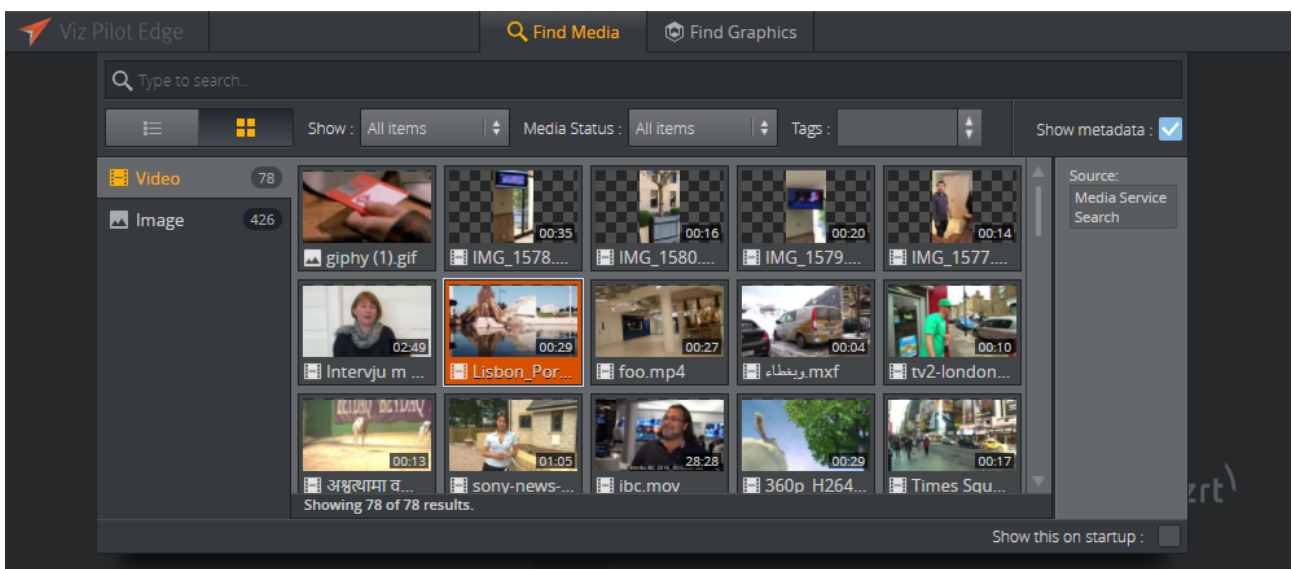 Viz Pilot Edge
Find Media
Find Graphics
Type to search..
Show : All items
Media Status : All items
Tags :
Show metadata :
Video 78
Image 426
00:35
00:16
00:20
00:14
giphy (1).gif
IMG_1578....
IMG_1580....
IMG_1579....
IMG_1577....
02:49
00:29
00:27
00:04
00:10
Intervju m ...
Lisbon_Por...
foo.mp4
وبغطاء.mxf
tv2-london...
00:13
01:05
28:28
00:29
00:17
अश्वत्थामा व...
sony-news-...
ibc.mov
360p_H264...
Times Squ...
Source:
Media Service
Search
Showing 78 of 78 results.
Show this on startup :